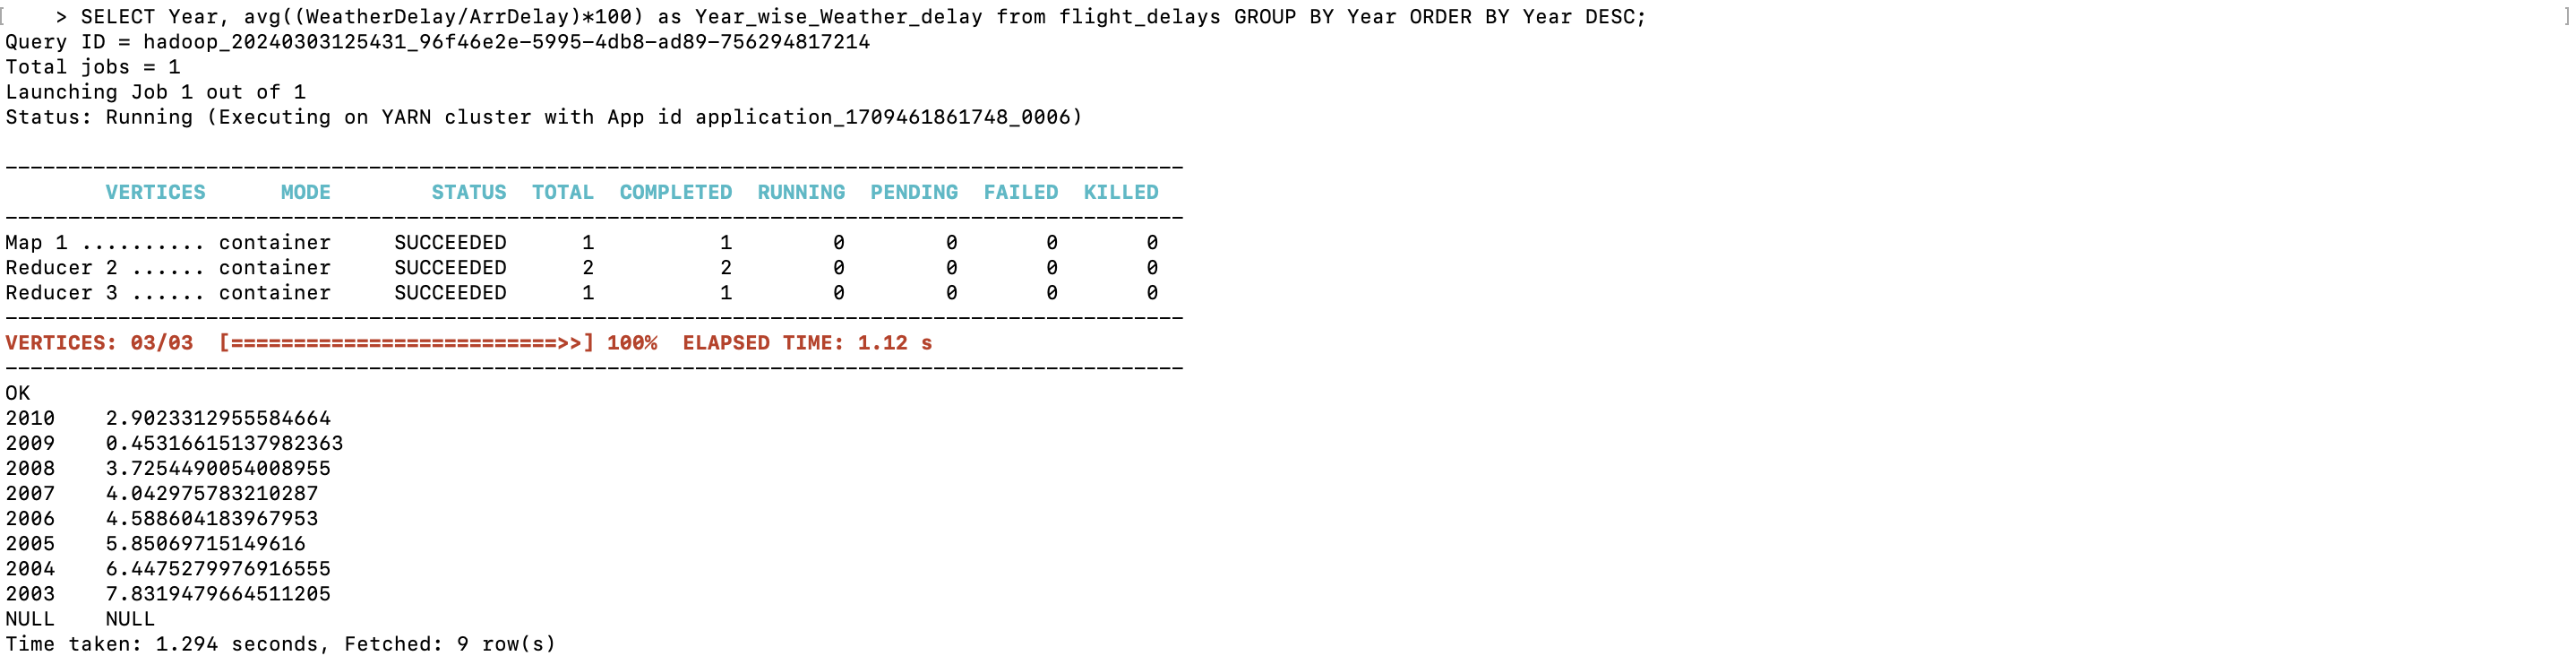 > SELECT Year, avg((WeatherDelay/ArrDelay)*100) as Year_wise_Weather_delay from flight_delays GROUP BY Year ORDER BY Year DESC;
Query ID = hadoop_20240303125431_96f46e2e-5995-4db8-ad89-756294817214
Total jobs = 1
Launching Job 1 out of 1
Status: Running (Executing on YARN cluster with App id application_1709461861748_0006)
----------------------------------------------------------------------------------------------
VERTICES MODE STATUS TOTAL COMPLETED RUNNING PENDING FAILED KILLED
----------------------------------------------------------------------------------------------
Map 1 .......... container SUCCEEDED 1 1 0 0 0 0
Reducer 2 ...... container SUCCEEDED 2 2 0 0 0 0
Reducer 3 ...... container SUCCEEDED 1 1 0 0 0 0
----------------------------------------------------------------------------------------------
VERTICES: 03/03 [==========================>>] 100% ELAPSED TIME: 1.12 s
----------------------------------------------------------------------------------------------
OK
2010 2.9023312955584664
2009 0.45316615137982363
2008 3.7254490054008955
2007 4.042975783210287
2006 4.588604183967953
2005 5.85069715149616
2004 6.4475279976916555
2003 7.8319479664511205
NULL NULL
Time taken: 1.294 seconds, Fetched: 9 row(s)